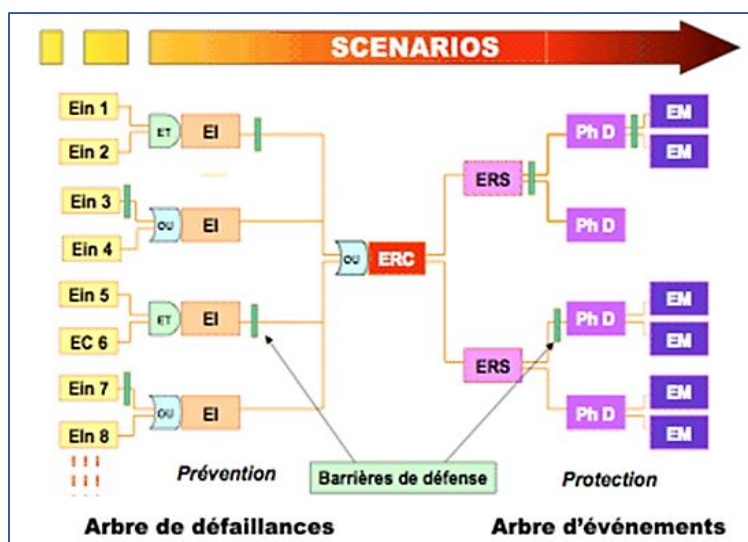 SCENARIOS
Ein 1
Ein 2
ET
EI
Ein 3
Ein 4
OU
EI
Ein 5
EC 6
ET
EI
Ein 7
EIn 8
OU
EI
OU
ERC
ERS
ERS
Ph D
EM
EM
Ph D
Ph D
EM
EM
Ph D
EM
EM
Prévention
Barrières de défense
Protection
Arbre de défaillances
Arbre d'événements